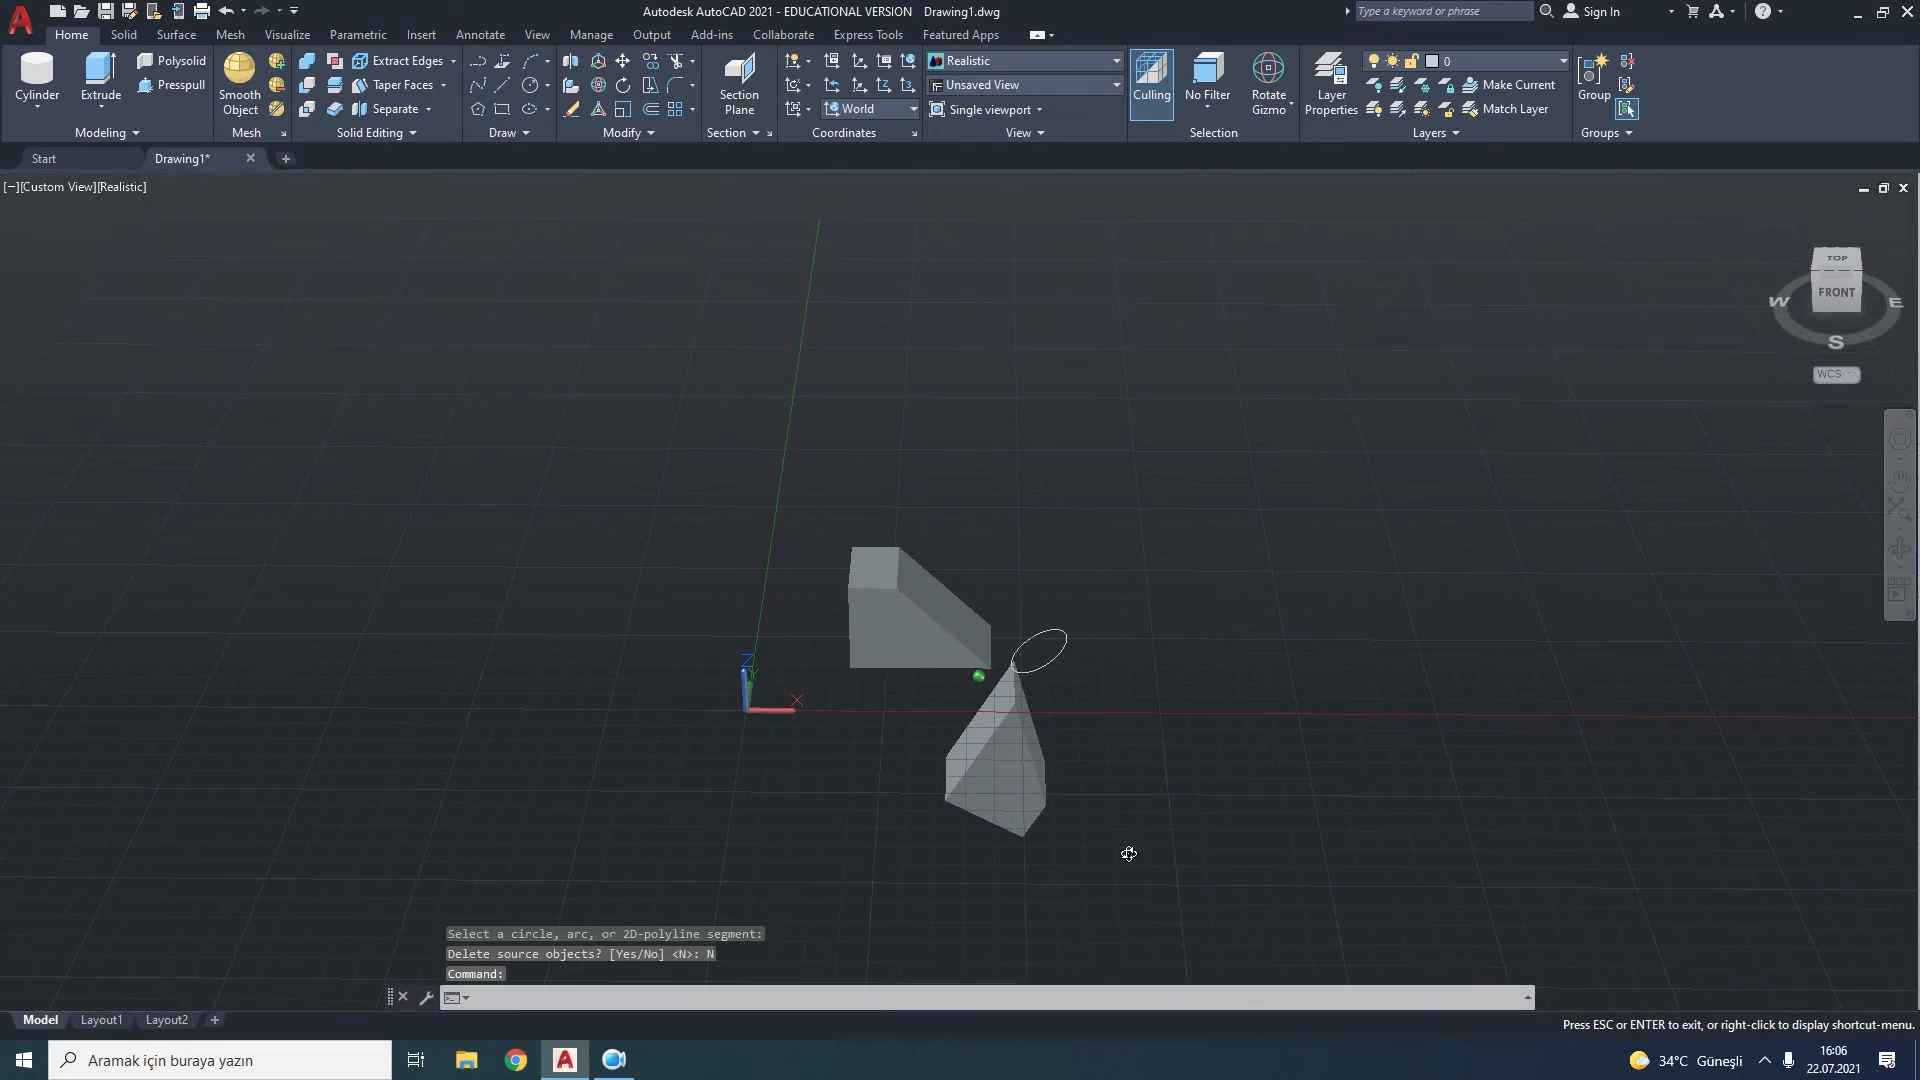 Autodesk AutoCAD 2021 - EDUCATIONAL VERSION Drawing1.dwg
Type a keyword or phrase
Sign In
Home Solid Surface Mesh Visualize Parametric Insert Annotate View Manage Output Add-ins Collaborate Express Tools Featured Apps
Cylinder
Extrude
Polysolid
Presspull
Modeling
Smooth
Object
Mesh
Extract Edges
Taper Faces
Separate
Solid Editing
Draw
Modify
Section
Plane
Section
World
Coordinates
Realistic
Unsaved View
Single viewport
View
Culling
No Filter
Rotate
Gizmo
Selection
Layer
Properties
0
Make Current
Match Layer
Layers
Group
Groups
Start
Drawing1*
[−][Custom View][Realistic]
TOP
FRONT
W
E
S
WCS
Z
Y
X
Select a circle, arc, or 2D-polyline segment:
Delete source objects? [Yes/No] <N>: N
Command:
Model Layout1 Layout2
Press ESC or ENTER to exit, or right-click to display shortcut-menu.
Aramak için buraya yazın
34°C Güneşli
16:06
22.07.2021